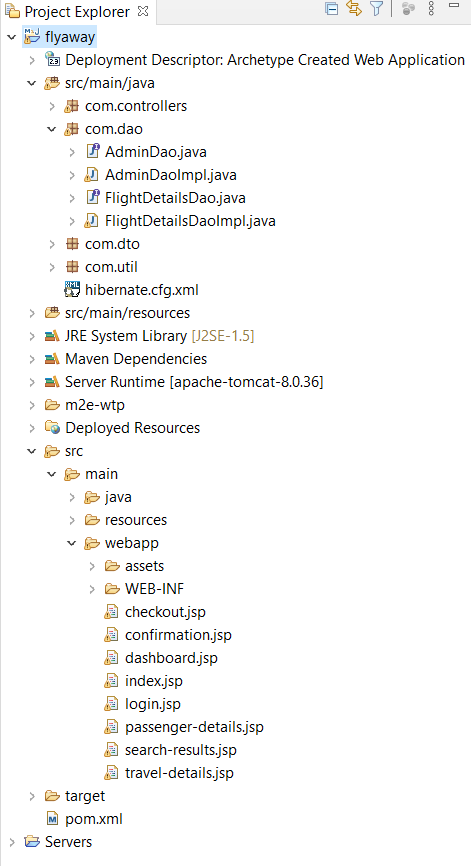 Project Explorer
flyaway
Deployment Descriptor: Archetype Created Web Application
src/main/java
com.controllers
com.dao
AdminDao.java
AdminDaoImpl.java
FlightDetailsDao.java
FlightDetailsDaoImpl.java
com.dto
com.util
hibernate.cfg.xml
src/main/resources
JRE System Library [J2SE-1.5]
Maven Dependencies
Server Runtime [apache-tomcat-8.0.36]
m2e-wtp
Deployed Resources
src
main
java
resources
webapp
assets
WEB-INF
checkout.jsp
confirmation.jsp
dashboard.jsp
index.jsp
login.jsp
passenger-details.jsp
search-results.jsp
travel-details.jsp
target
pom.xml
Servers